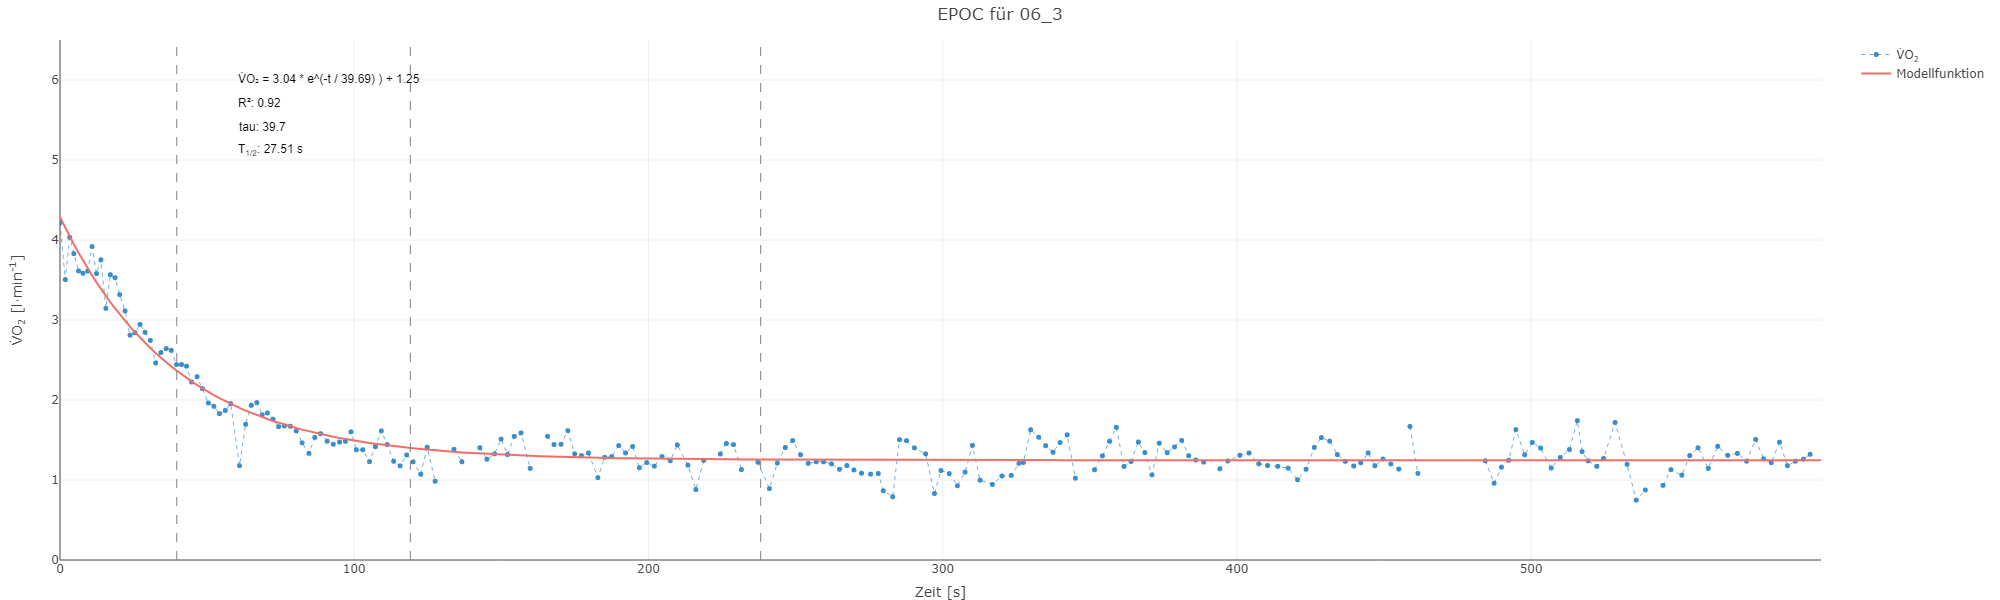 EPOC für 06_3
V̇O₂
Modellfunktion
V̇O₂ = 3.04 * e^(-t / 39.69) ) + 1.25
R²: 0.92
tau: 39.7
T1/2: 27.51 s
V̇O₂ [l·min⁻¹]
6
5
4
3
2
1
0
0 100 200 300 400 500
Zeit [s]